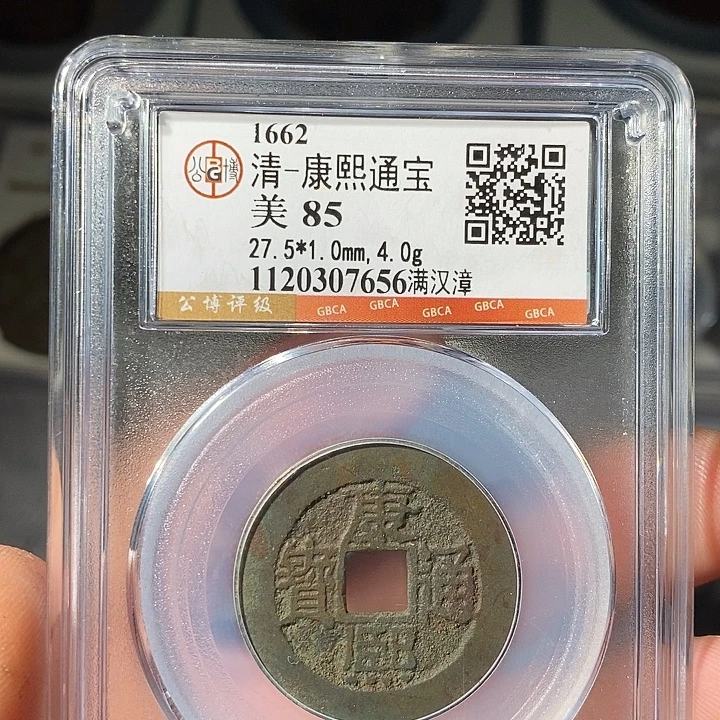 1662
公博
清-康熙通宝
美 85
27.5*1.0mm,4.0g
1120307656满汉漳
公博评级 GBCA GBCA GBCA GBCA GBCA
康熙通寶